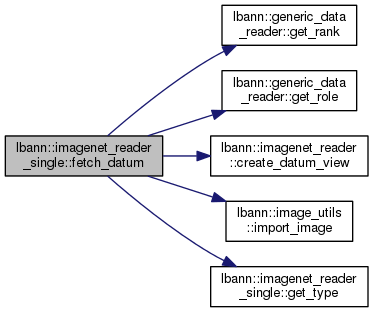 lbann::imagenet_reader
_single::fetch_datum
lbann::generic_data
_reader::get_rank
lbann::generic_data
_reader::get_role
lbann::imagenet_reader
::create_datum_view
lbann::image_utils
::import_image
lbann::imagenet_reader
_single::get_type